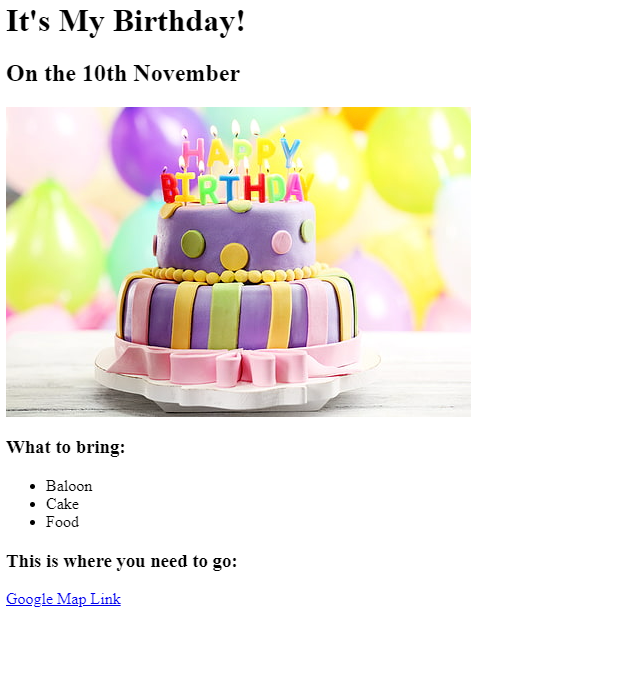 It's My Birthday!
On the 10th November
HAPPY
BIRTHDAY
What to bring:
Baloon
Cake
Food
This is where you need to go:
Google Map Link